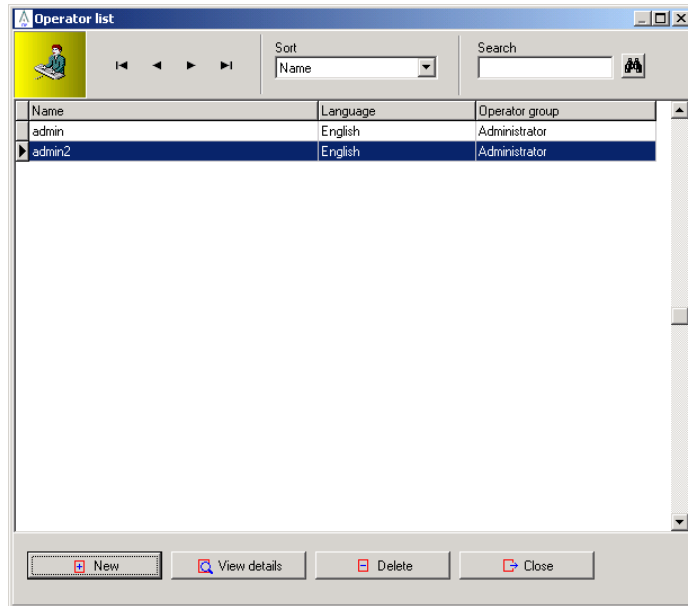 Operator list
Sort
Search
Name
Name Language Operator group
admin English Administrator
admin2 English Administrator
New View details Delete Close